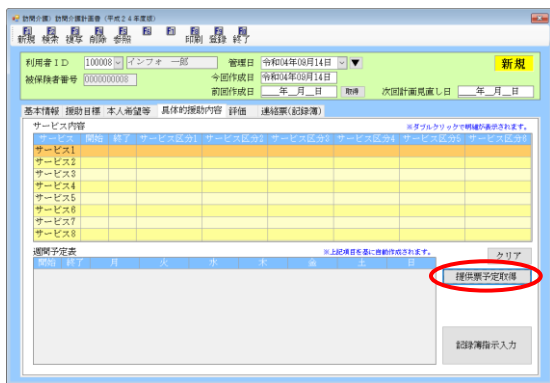 訪問介護) 訪問介護計画書 (平成24年度版)
新規 検索 複写 削除 参照 印刷 登録 終了
利用者ID 100008 インフォ 一郎 管理日 令和04年09月14日 ▼ 新規
被保険者番号 0000000008 今回作成日 令和04年09月14日
前回作成日 __年__月__日 取得 次回計画見直し日 __年__月__日
基本情報 援助目標 本人希望等 具体的援助内容 評価 連絡票(記録簿)
サービス内容 ※ダブルクリックで明細が表示されます。
サービス 開始 終了 サービス区分1 サービス区分2 サービス区分3 サービス区分4 サービス区分5 サービス区分6
サービス1
サービス2
サービス3
サービス4
サービス5
サービス6
サービス7
サービス8
週間予定表 ※上記項目を基に自動作成されます。 クリア
開始 終了 月 火 水 木 金 土 日
提供票予定取得
記録簿指示入力